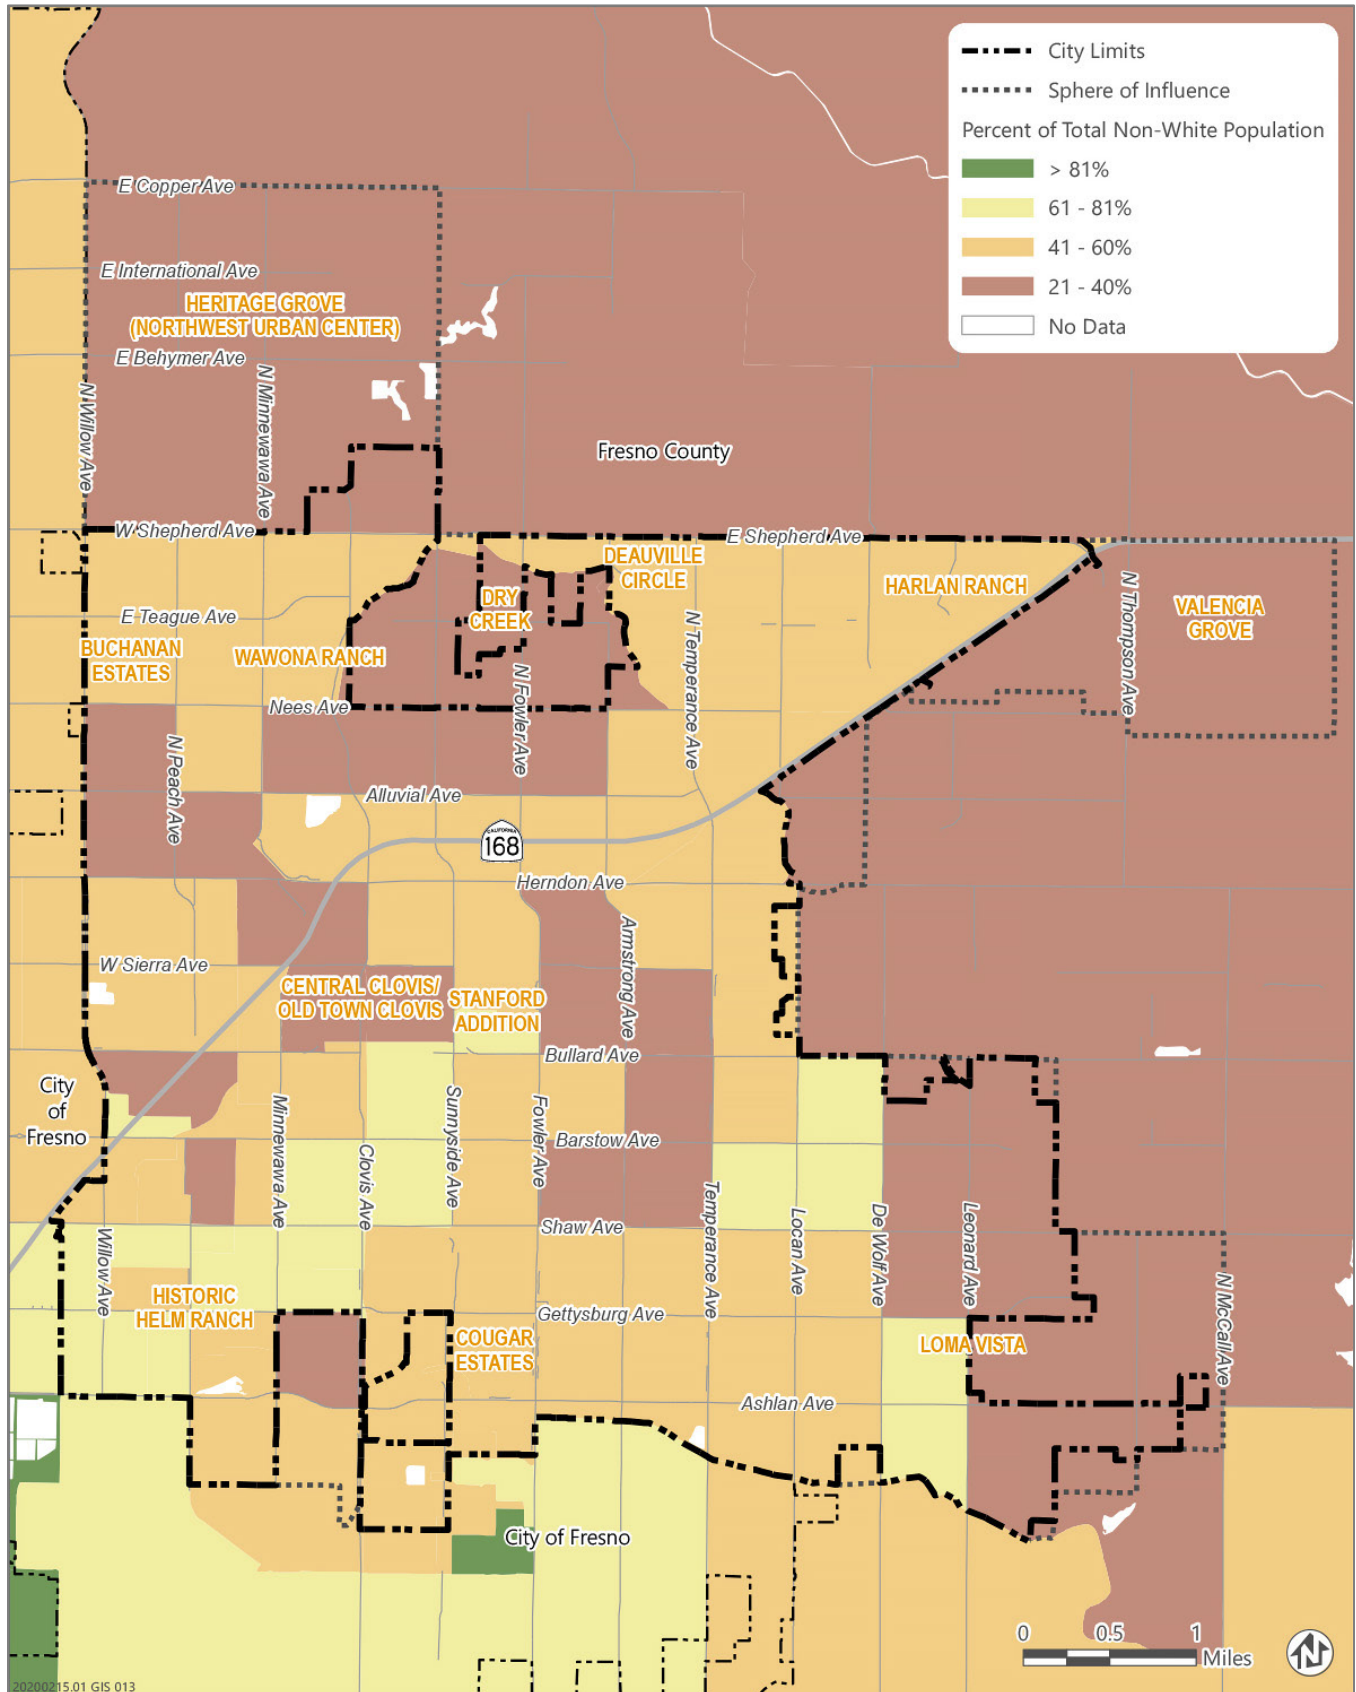 City Limits
Sphere of Influence
Percent of Total Non-White Population
> 81%
61 - 81%
41 - 60%
21 - 40%
No Data
E Copper Ave
E International Ave
HERITAGE GROVE
(NORTHWEST URBAN CENTER)
E Behymer Ave
N Willow Ave
N Minnewawa Ave
Fresno County
W Shepherd Ave
E Shepherd Ave
DEAUVILLE
CIRCLE
HARLAN RANCH
DRY
CREEK
N Thompson Ave
VALENCIA
GROVE
E Teague Ave
BUCHANAN
ESTATES
WAWONA RANCH
N Temperance Ave
N Fowler Ave
Nees Ave
N Peach Ave
Alluvial Ave
CALIFORNIA
168
Herndon Ave
Armstrong Ave
W Sierra Ave
CENTRAL CLOVIS/
OLD TOWN CLOVIS
STANFORD
ADDITION
Bullard Ave
City
of
Fresno
Minnewawa Ave
Clovis Ave
Sunnyside Ave
Fowler Ave
Barstow Ave
Temperance Ave
Locan Ave
De Wolf Ave
Leonard Ave
Shaw Ave
Willow Ave
HISTORIC
HELM RANCH
Gettysburg Ave
COUGAR
ESTATES
LOMA VISTA
N McCall Ave
Ashlan Ave
City of Fresno
0 0.5 1
Miles
N
20200215.01 GIS 013